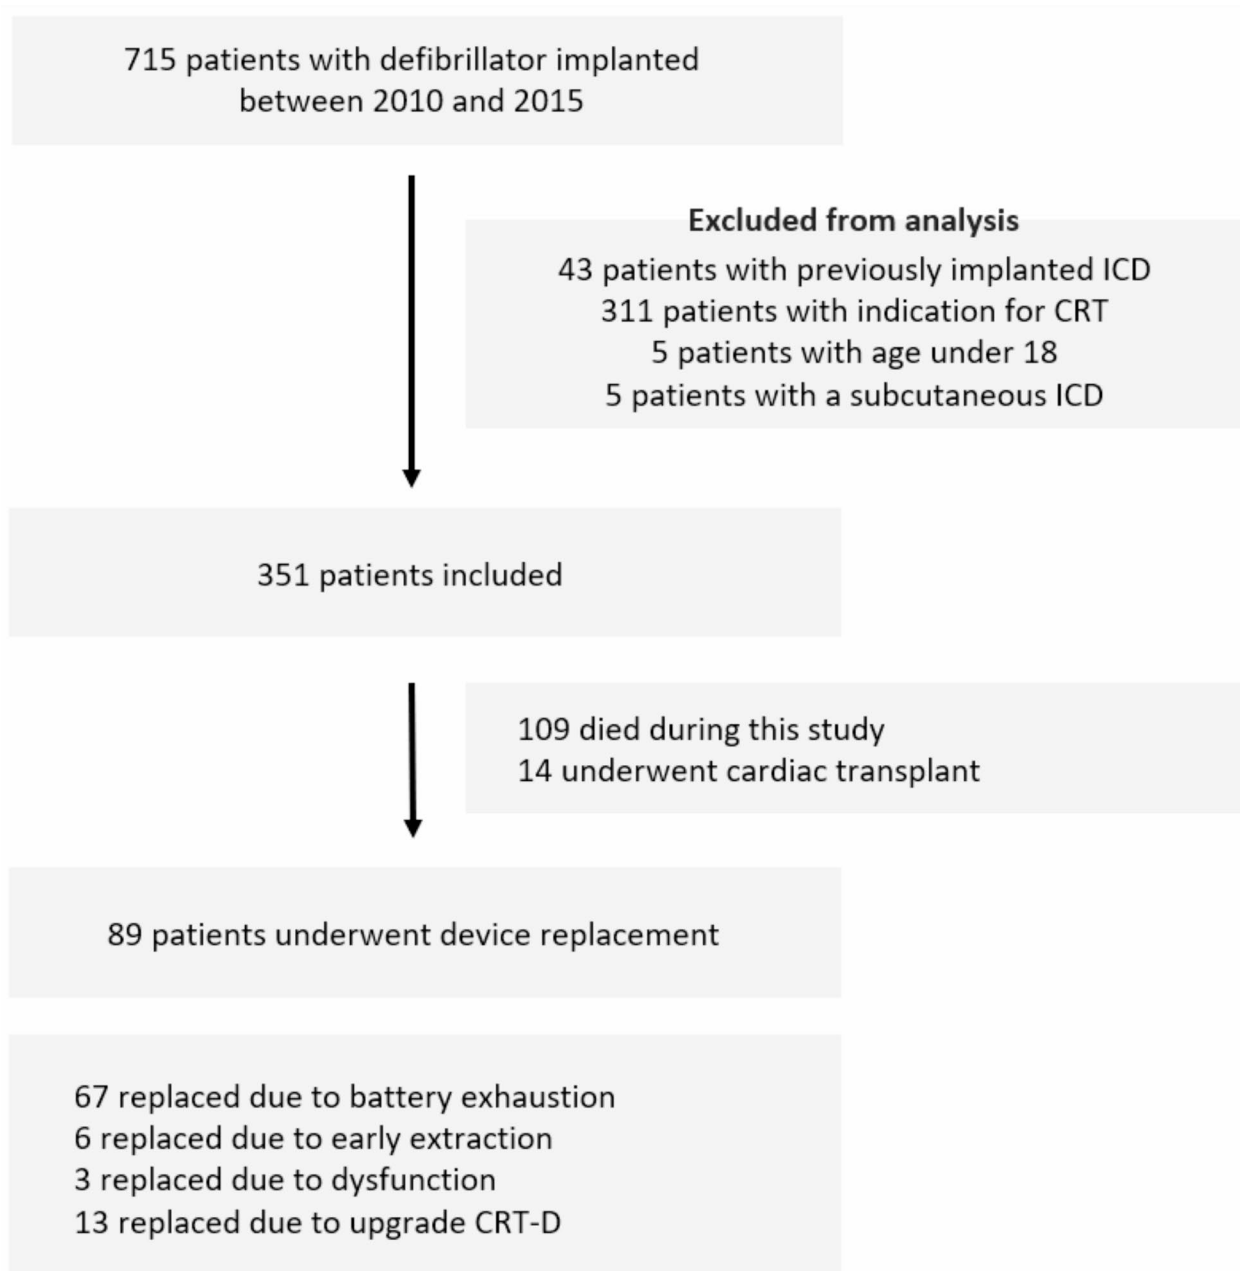 715 patients with defibrillator implanted
between 2010 and 2015
Excluded from analysis
43 patients with previously implanted ICD
311 patients with indication for CRT
5 patients with age under 18
5 patients with a subcutaneous ICD
351 patients included
109 died during this study
14 underwent cardiac transplant
89 patients underwent device replacement
67 replaced due to battery exhaustion
6 replaced due to early extraction
3 replaced due to dysfunction
13 replaced due to upgrade CRT-D